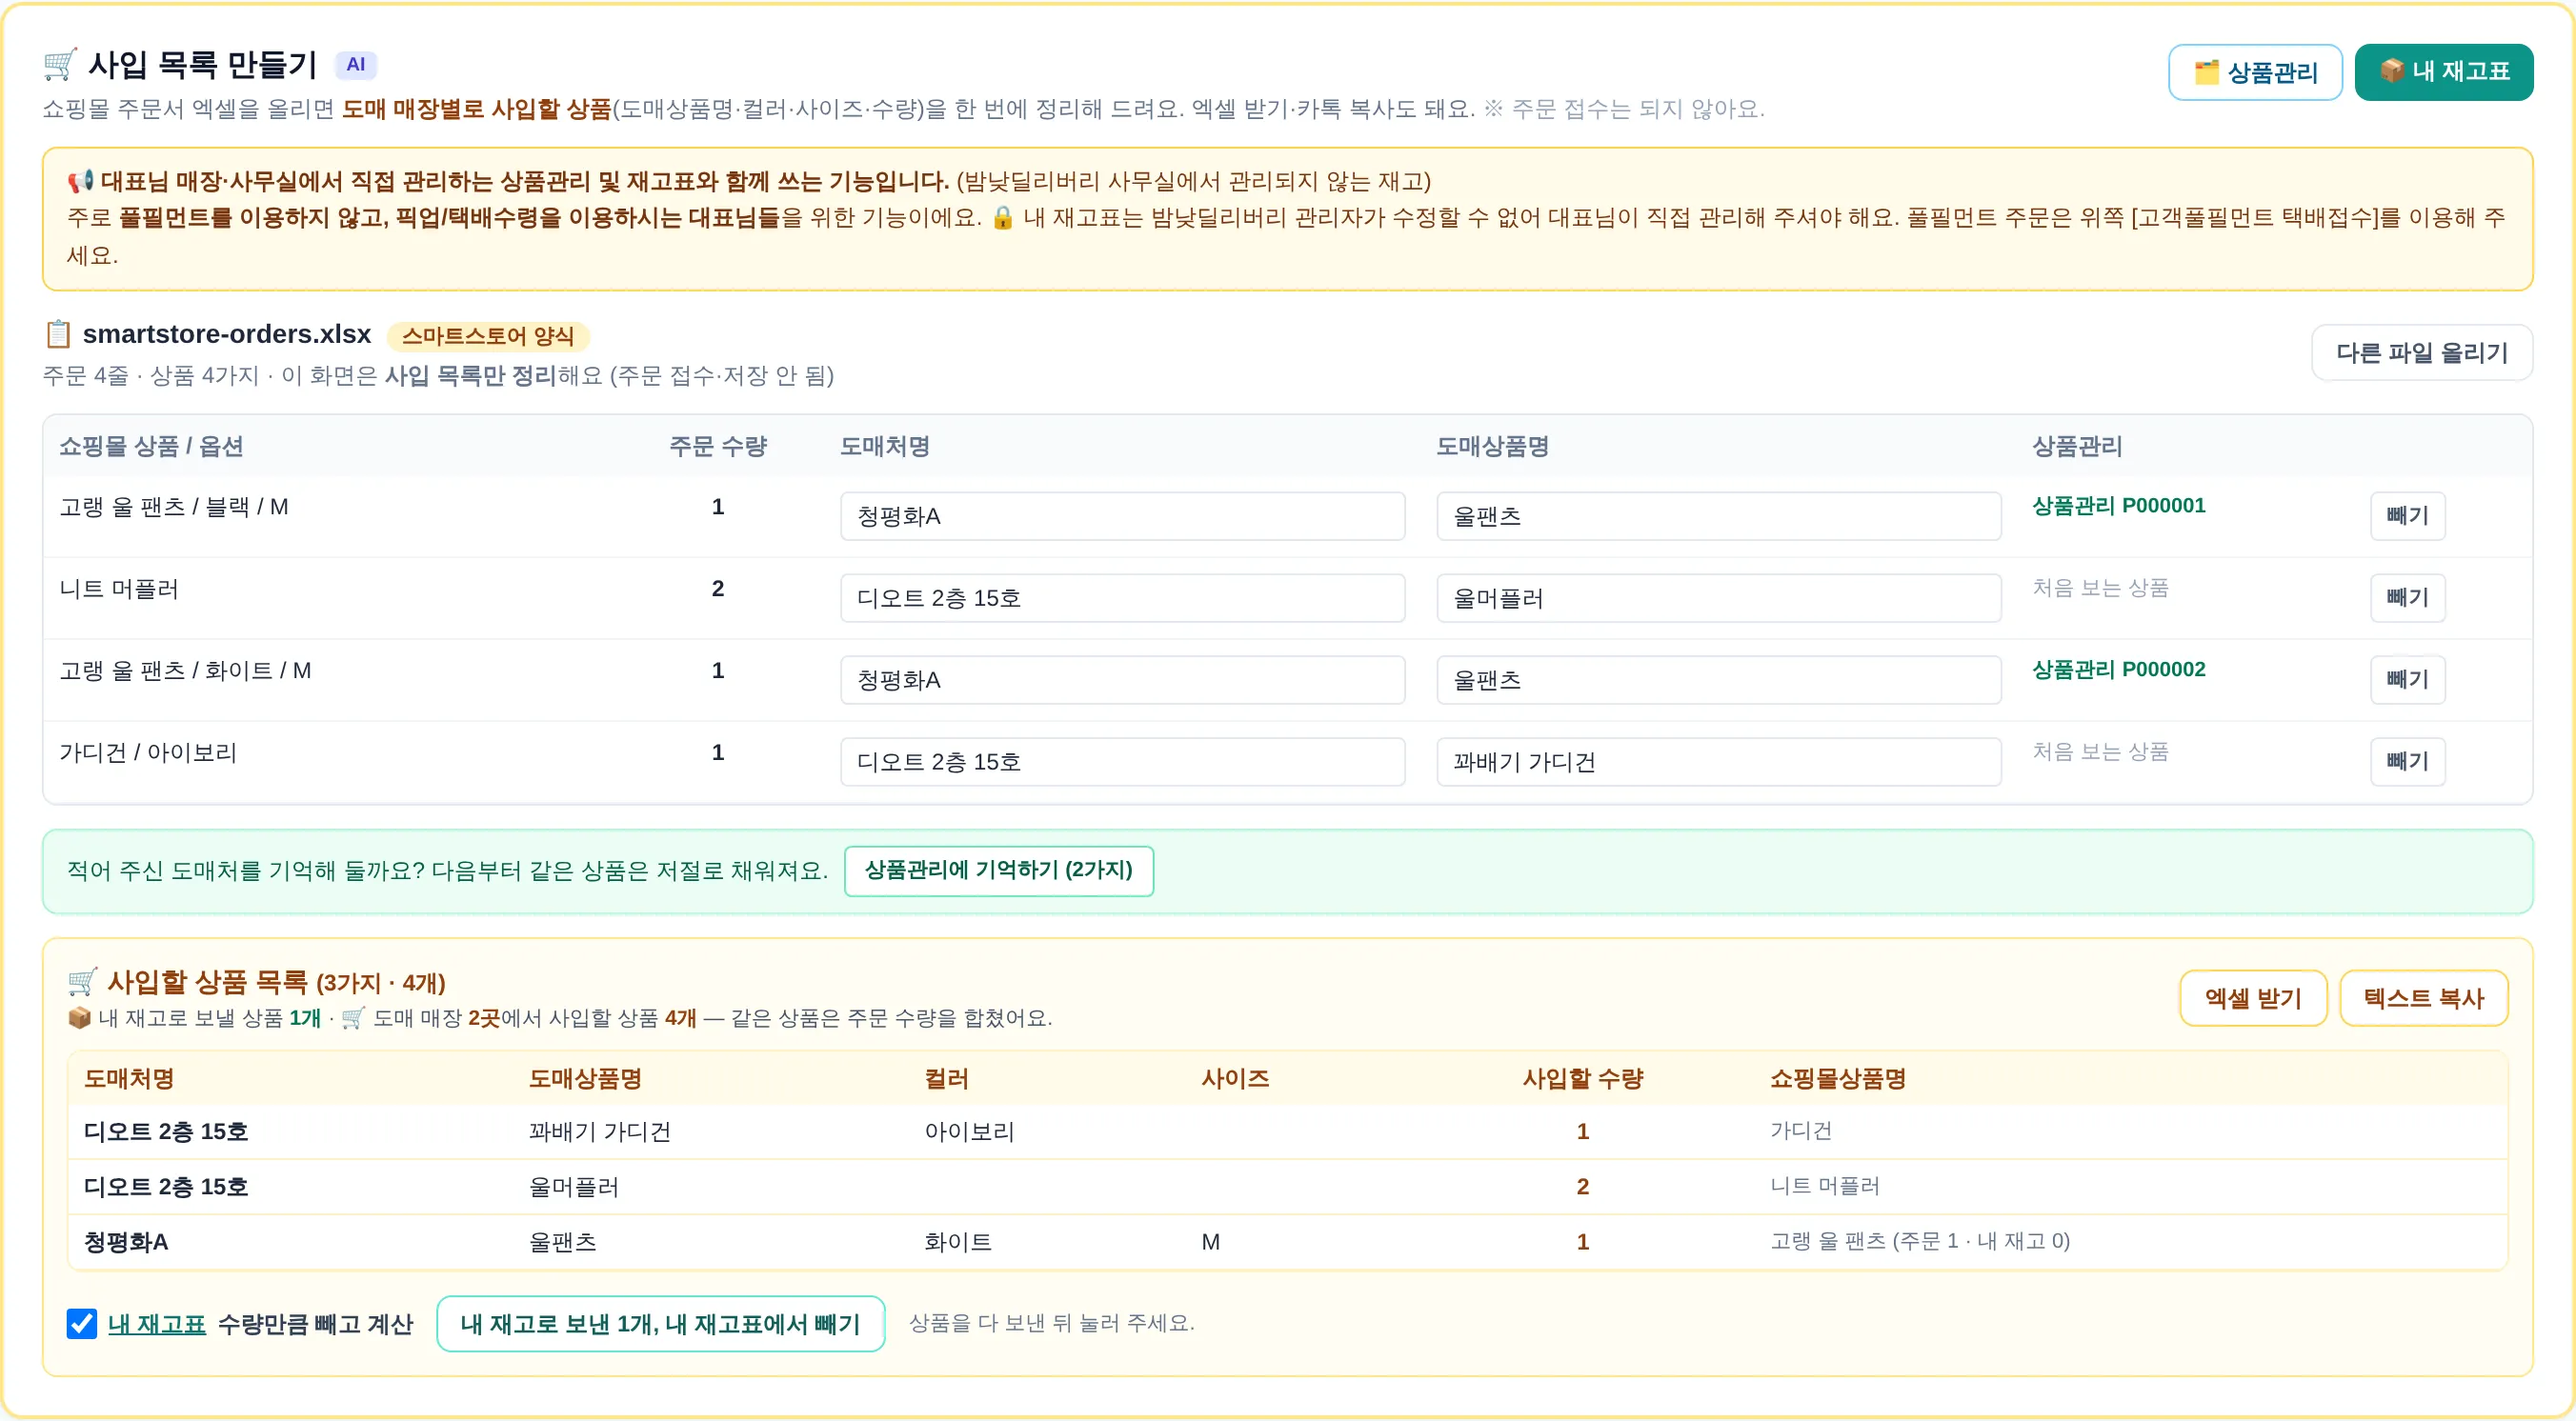 사입 목록 만들기 AI
상품관리
내 재고표
쇼핑몰 주문서 엑셀을 올리면 도매 매장별로 사입할 상품(도매상품명·컬러·사이즈·수량)을 한 번에 정리해 드려요. 엑셀 받기·카톡 복사도 돼요. ※ 주문 접수는 되지 않아요.
대표님 매장·사무실에서 직접 관리하는 상품관리 및 재고표와 함께 쓰는 기능입니다. (밤낮딜리버리 사무실에서 관리되지 않는 재고)
주로 풀필먼트를 이용하지 않고, 픽업/택배수령을 이용하시는 대표님들을 위한 기능이에요. 🔒 내 재고표는 밤낮딜리버리 관리자가 수정할 수 없어 대표님이 직접 관리해 주셔야 해요. 풀필먼트 주문은 위쪽 [고객풀필먼트 택배접수]를 이용해 주
세요.
smartstore-orders.xlsx 스마트스토어 양식
주문 4줄 · 상품 4가지 · 이 화면은 사입 목록만 정리해요 (주문 접수·저장 안 됨)
다른 파일 올리기
쇼핑몰 상품 / 옵션 주문 수량 도매처명 도매상품명 상품관리
고랭 울 팬츠 / 블랙 / M 1 청평화A 울팬츠 상품관리 P000001 빼기
니트 머플러 2 디오트 2층 15호 울머플러 처음 보는 상품 빼기
고랭 울 팬츠 / 화이트 / M 1 청평화A 울팬츠 상품관리 P000002 빼기
가디건 / 아이보리 1 디오트 2층 15호 꽈배기 가디건 처음 보는 상품 빼기
적어 주신 도매처를 기억해 둘까요? 다음부터 같은 상품은 저절로 채워져요. 상품관리에 기억하기 (2가지)
사입할 상품 목록 (3가지 · 4개)
내 재고로 보낼 상품 1개 · 🛒 도매 매장 2곳에서 사입할 상품 4개 — 같은 상품은 주문 수량을 합쳤어요.
엑셀 받기
텍스트 복사
도매처명 도매상품명 컬러 사이즈 사입할 수량 쇼핑몰상품명
디오트 2층 15호 꽈배기 가디건 아이보리 1 가디건
디오트 2층 15호 울머플러 2 니트 머플러
청평화A 울팬츠 화이트 M 1 고랭 울 팬츠 (주문 1 · 내 재고 0)
내 재고표 수량만큼 빼고 계산 내 재고로 보낸 1개, 내 재고표에서 빼기 상품을 다 보낸 뒤 눌러 주세요.